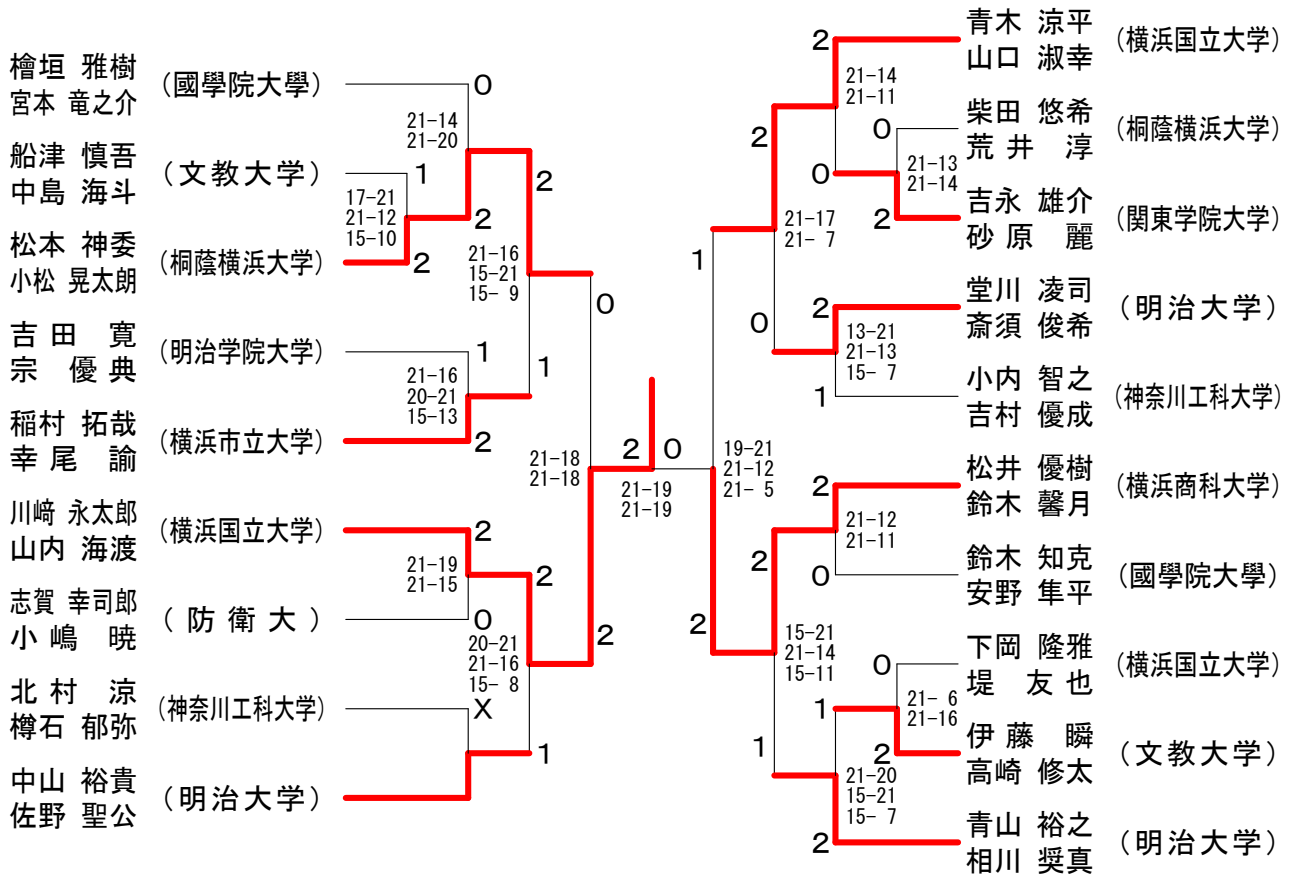 檜垣 雅樹
宮本 竜之介
(國學院大學)
0
21-14
21-20
船津 慎吾
中島 海斗
(文教大学)
1
17-21
21-12
15-10
2
2
松本 神委
小松 晃太朗
(桐蔭横浜大学)
2
21-16
15-21
15- 9
0
吉田 寛
宗 優典
(明治学院大学)
1
1
21-16
20-21
15-13
稲村 拓哉
幸尾 諭
(横浜市立大学)
2
21-18
21-18
川﨑 永太郎
山内 海渡
(横浜国立大学)
2
21-19
21-15
2
志賀 幸司郎
小嶋 暁
(防衛大)
0
20-21
21-16
15- 8
2
北村 涼
樽石 郁弥
(神奈川工科大学)
X
1
中山 裕貴
佐野 聖公
(明治大学)
2
0
21-19
21-19
2
青木 涼平
山口 淑幸
(横浜国立大学)
21-14
21-11
2
0
柴田 悠希
荒井 淳
(桐蔭横浜大学)
21-13
21-14
0
2
吉永 雄介
砂原 麗
(関東学院大学)
21-17
21- 7
1
2
堂川 凌司
斎須 俊希
(明治大学)
0
13-21
21-13
15- 7
1
小内 智之
吉村 優成
(神奈川工科大学)
19-21
21-12
21- 5
2
松井 優樹
鈴木 馨月
(横浜商科大学)
21-12
21-11
2
0
鈴木 知克
安野 隼平
(國學院大學)
2
15-21
21-14
15-11
0
下岡 隆雅
堤 友也
(横浜国立大学)
21- 6
21-16
1
1
2
伊藤 瞬
高崎 修太
(文教大学)
21-20
15-21
15- 7
2
青山 裕之
相川 奨真
(明治大学)